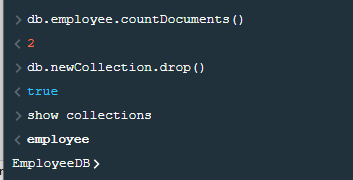 > db.employee.countDocuments()
< 2
> db.newCollection.drop()
< true
> show collections
< employee
EmployeeDB>